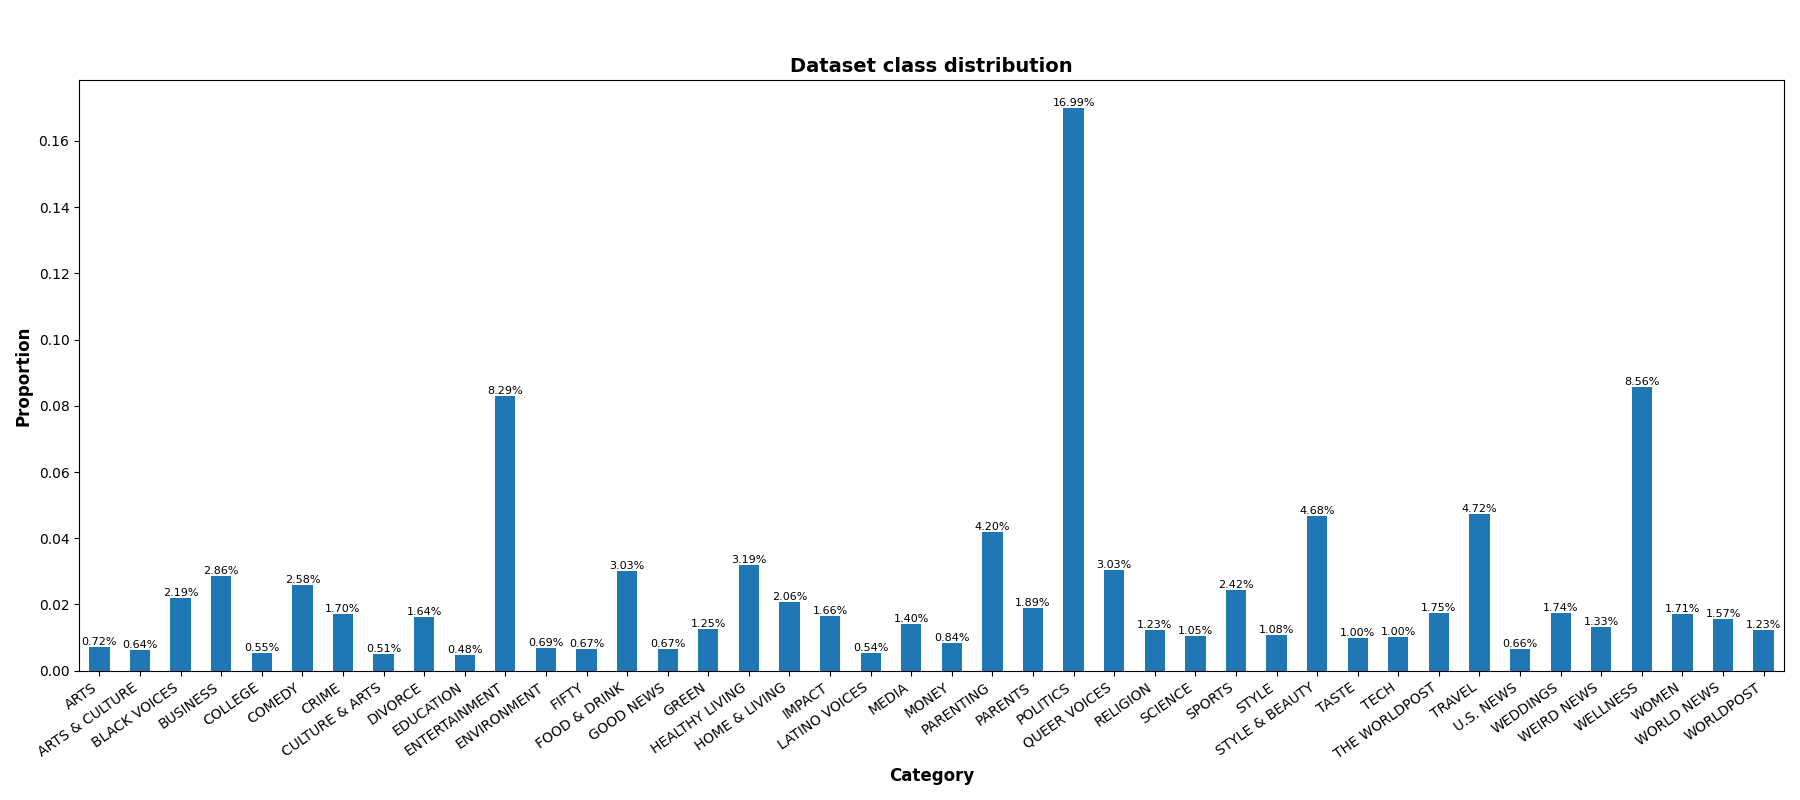 Dataset class distribution
Proportion
0.16
0.14
0.12
0.10
0.08
0.06
0.04
0.02
0.00
0.72%
0.64%
2.19%
2.86%
0.55%
2.58%
1.70%
0.51%
1.64%
0.48%
8.29%
0.69%
0.67%
3.03%
0.67%
1.25%
3.19%
2.06%
1.66%
0.54%
1.40%
0.84%
4.20%
1.89%
16.99%
3.03%
1.23%
1.05%
2.42%
1.08%
4.68%
1.00%
1.00%
1.75%
4.72%
0.66%
1.74%
1.33%
8.56%
1.71%
1.57%
1.23%
ARTS
ARTS & CULTURE
BLACK VOICES
BUSINESS
COLLEGE
COMEDY
CRIME
CULTURE & ARTS
DIVORCE
EDUCATION
ENTERTAINMENT
ENVIRONMENT
FIFTY
FOOD & DRINK
GOOD NEWS
GREEN
HEALTHY LIVING
HOME & LIVING
IMPACT
LATINO VOICES
MEDIA
MONEY
PARENTING
PARENTS
POLITICS
QUEER VOICES
RELIGION
SCIENCE
SPORTS
STYLE
STYLE & BEAUTY
TASTE
TECH
THE WORLDPOST
TRAVEL
U.S. NEWS
WEDDINGS
WEIRD NEWS
WELLNESS
WOMEN
WORLD NEWS
WORLDPOST
Category